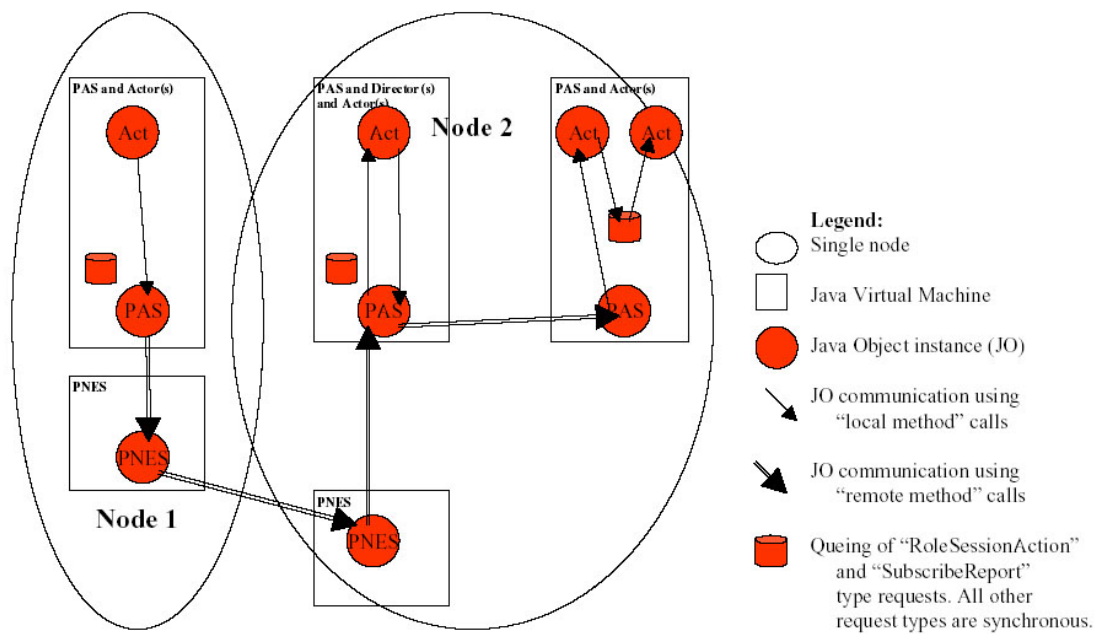 PAS and Actor(s)
Act
PAS
PNES
PNES
Node 1
PAS and Director(s)
and Actor(s)
Act
Node 2
PAS
PAS and Actor(s)
Act
Act
PAS
PNES
PNES
Legend:
Single node
Java Virtual Machine
Java Object instance (JO)
JO communication using
“local method” calls
JO communication using
“remote method” calls
Queing of “RoleSessionAction”
and “SubscribeReport”
type requests. All other
request types are synchronous.